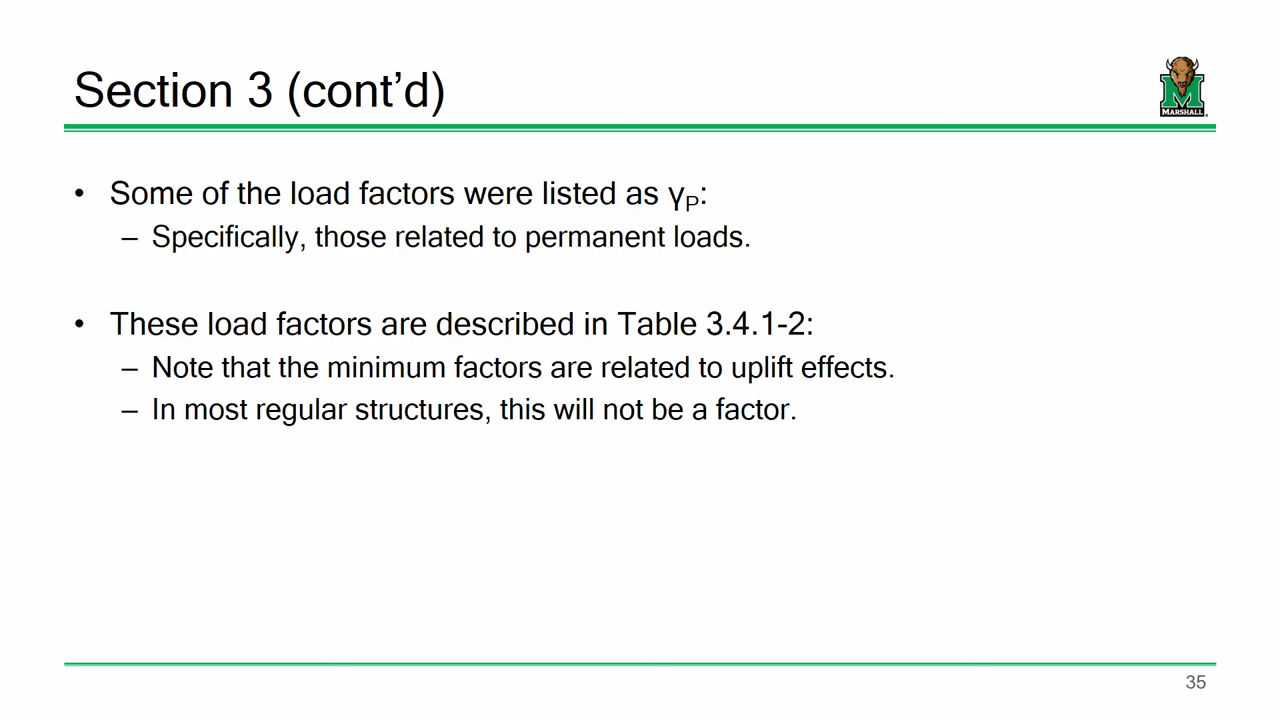 Section 3 (cont’d)
MARSHALL
• Some of the load factors were listed as γP:
– Specifically, those related to permanent loads.
• These load factors are described in Table 3.4.1-2:
– Note that the minimum factors are related to uplift effects.
– In most regular structures, this will not be a factor.
35